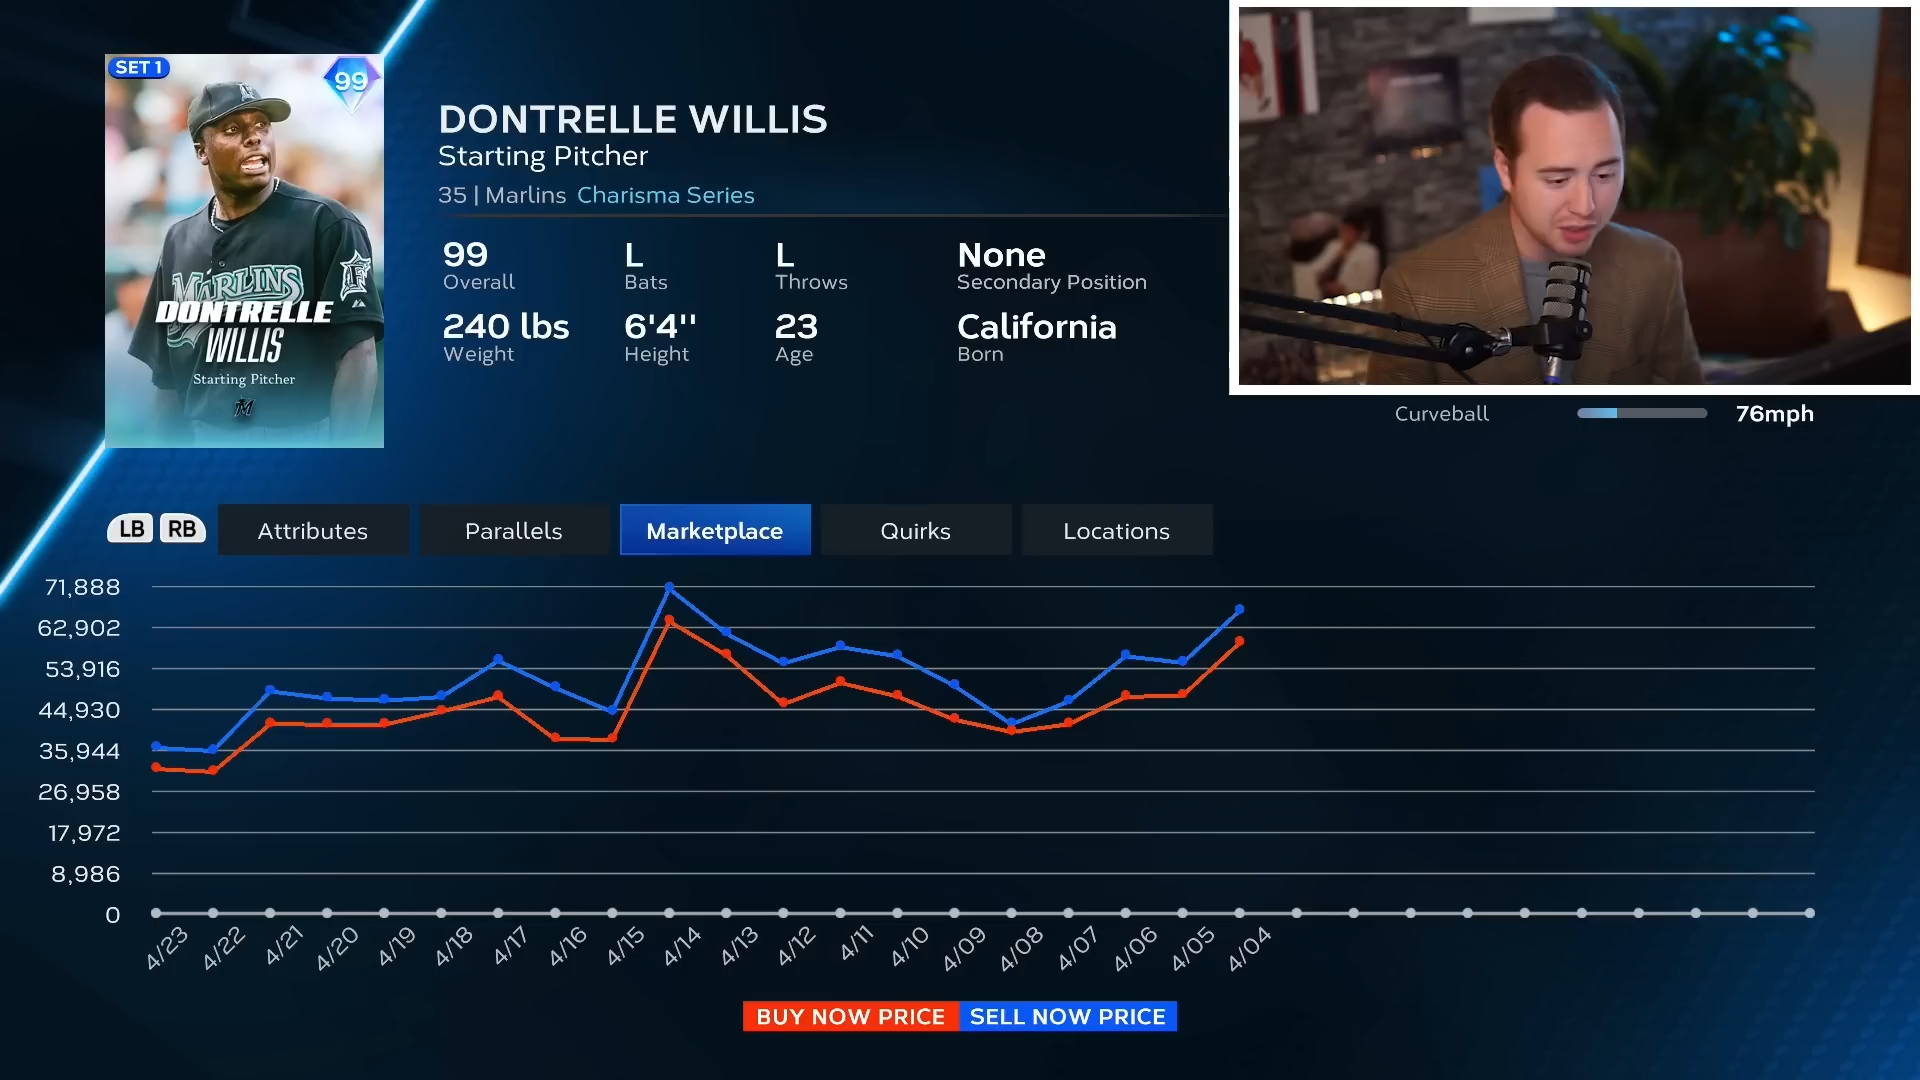 SET 1
99
MARLINS
F
DONTRELLE
WILLIS
Starting Pitcher
M
DONTRELLE WILLIS
Starting Pitcher
35 | Marlins Charisma Series
99
Overall
L
Bats
L
Throws
None
Secondary Position
240 lbs
Weight
6'4''
Height
23
Age
California
Born
Curveball
76mph
LB
RB
Attributes
Parallels
Marketplace
Quirks
Locations
71,888
62,902
53,916
44,930
35,944
26,958
17,972
8,986
0
4/23
4/22
4/21
4/20
4/19
4/18
4/17
4/16
4/15
4/14
4/13
4/12
4/11
4/10
4/09
4/08
4/07
4/06
4/05
4/04
BUY NOW PRICE
SELL NOW PRICE